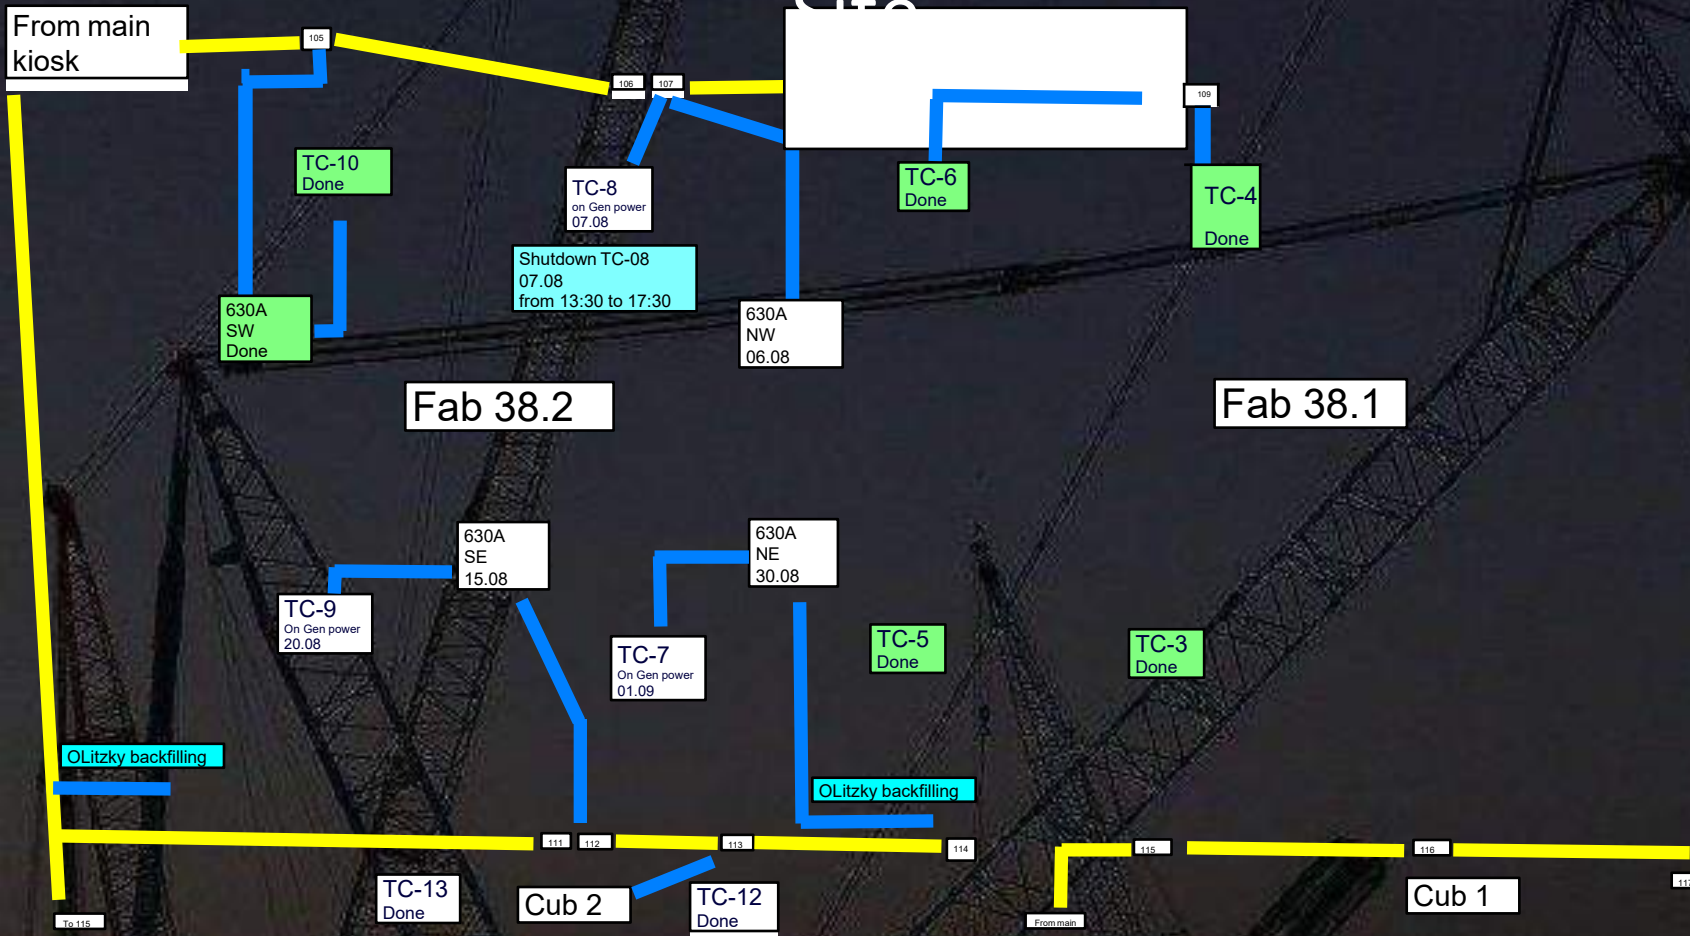 Site
From main
kiosk
105
106
107
109
TC-10
Done
TC-8
on Gen power
07.08
TC-6
Done
TC-4
Done
Shutdown TC-08
07.08
from 13:30 to 17:30
630A
SW
Done
630A
NW
06.08
Fab 38.2
Fab 38.1
630A
SE
15.08
630A
NE
30.08
TC-9
On Gen power
20.08
TC-7
On Gen power
01.09
TC-5
Done
TC-3
Done
OLitzky backfilling
OLitzky backfilling
111
112
113
114
115
116
117
TC-13
Done
Cub 2
TC-12
Done
Cub 1
To 115
From main